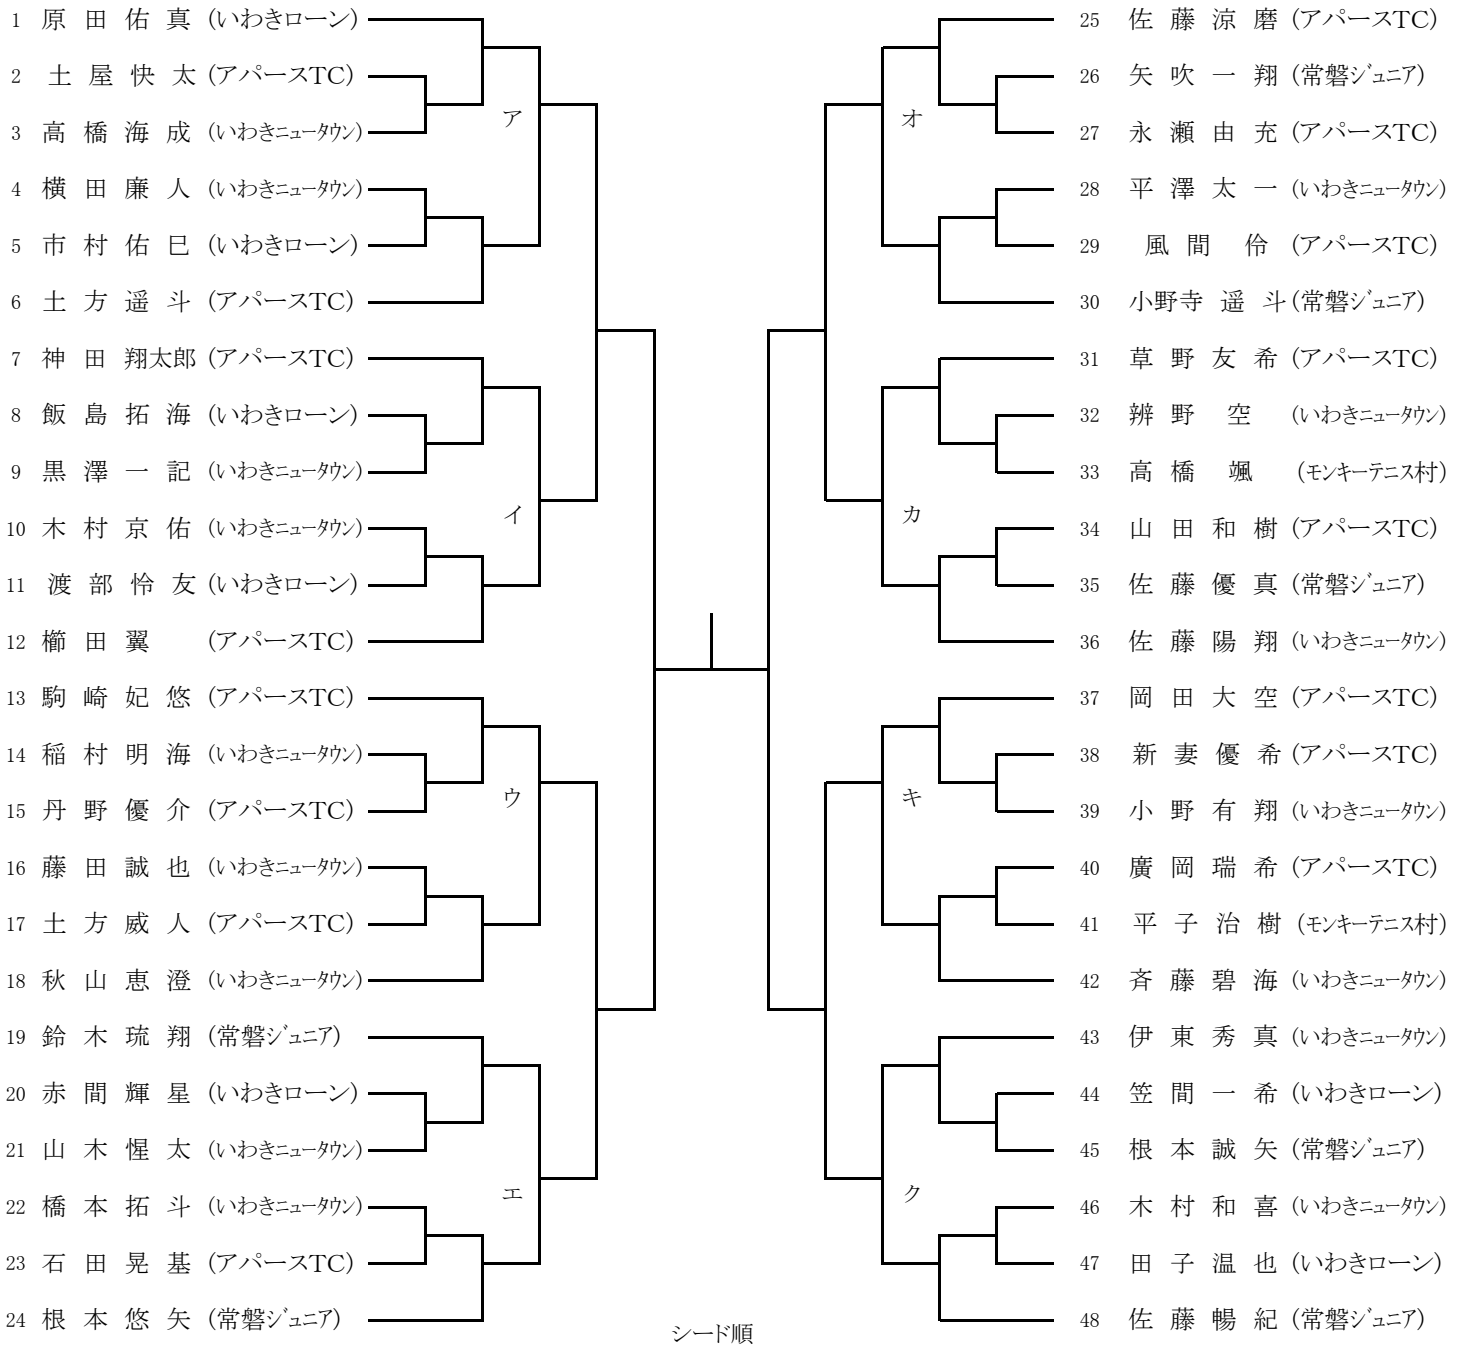 1 原田佑真 (いわきローン)
2 土屋快太 (アパースTC)
3 高橋海成 (いわきニュータウン)
ア
4 横田廉人 (いわきニュータウン)
5 市村佑巳 (いわきローン)
6 土方遥斗 (アパースTC)
7 神田翔太郎 (アパースTC)
8 飯島拓海 (いわきローン)
9 黒澤一記 (いわきニュータウン)
イ
10 木村京佑 (いわきニュータウン)
11 渡部怜友 (いわきローン)
12 櫛田翼 (アパースTC)
13 駒崎妃悠 (アパースTC)
14 稲村明海 (いわきニュータウン)
15 丹野優介 (アパースTC)
ウ
16 藤田誠也 (いわきニュータウン)
17 土方威人 (アパースTC)
18 秋山恵澄 (いわきニュータウン)
19 鈴木琉翔 (常磐ジュニア)
20 赤間輝星 (いわきローン)
21 山木惺太 (いわきニュータウン)
エ
22 橋本拓斗 (いわきニュータウン)
23 石田晃基 (アパースTC)
24 根本悠矢 (常磐ジュニア)
25 佐藤涼磨 (アパースTC)
26 矢吹一翔 (常磐ジュニア)
27 永瀬由充 (アパースTC)
オ
28 平澤太一 (いわきニュータウン)
29 風間伶 (アパースTC)
30 小野寺遥斗 (常磐ジュニア)
31 草野友希 (アパースTC)
32 辨野空 (いわきニュータウン)
33 高橋颯 (モンキーテニス村)
カ
34 山田和樹 (アパースTC)
35 佐藤優真 (常磐ジュニア)
36 佐藤陽翔 (いわきニュータウン)
37 岡田大空 (アパースTC)
38 新妻優希 (アパースTC)
39 小野有翔 (いわきニュータウン)
キ
40 廣岡瑞希 (アパースTC)
41 平子治樹 (モンキーテニス村)
42 斉藤碧海 (いわきニュータウン)
43 伊東秀真 (いわきニュータウン)
44 笠間一希 (いわきローン)
45 根本誠矢 (常磐ジュニア)
ク
46 木村和喜 (いわきニュータウン)
47 田子温也 (いわきローン)
48 佐藤暢紀 (常磐ジュニア)
シード順